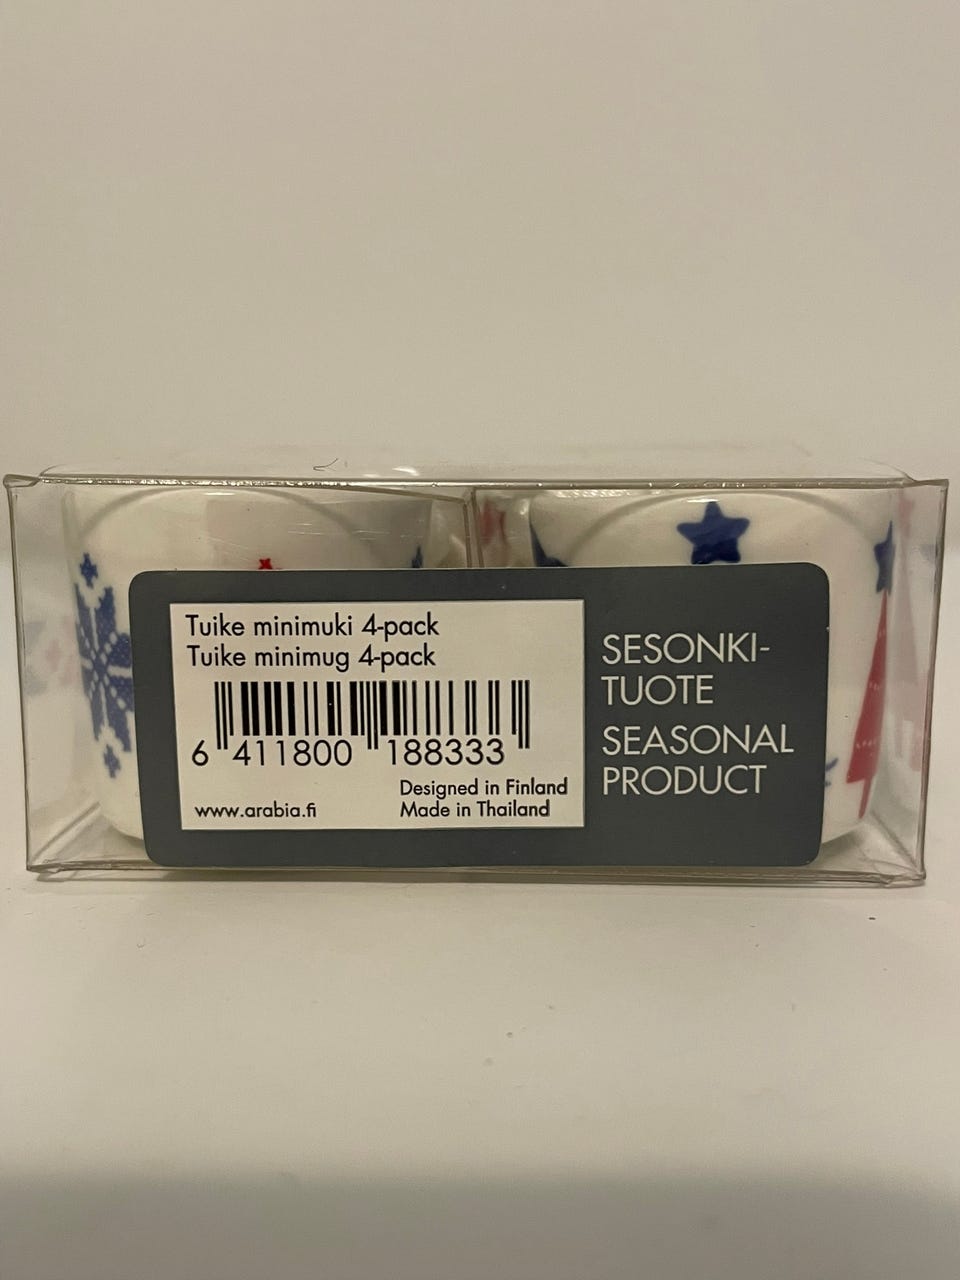 Tuike minimuki 4-pack
Tuike minimug 4-pack
6 411800 188333
Designed in Finland
www.arabia.fi Made in Thailand
SESONKI-
TUOTE
SEASONAL
PRODUCT